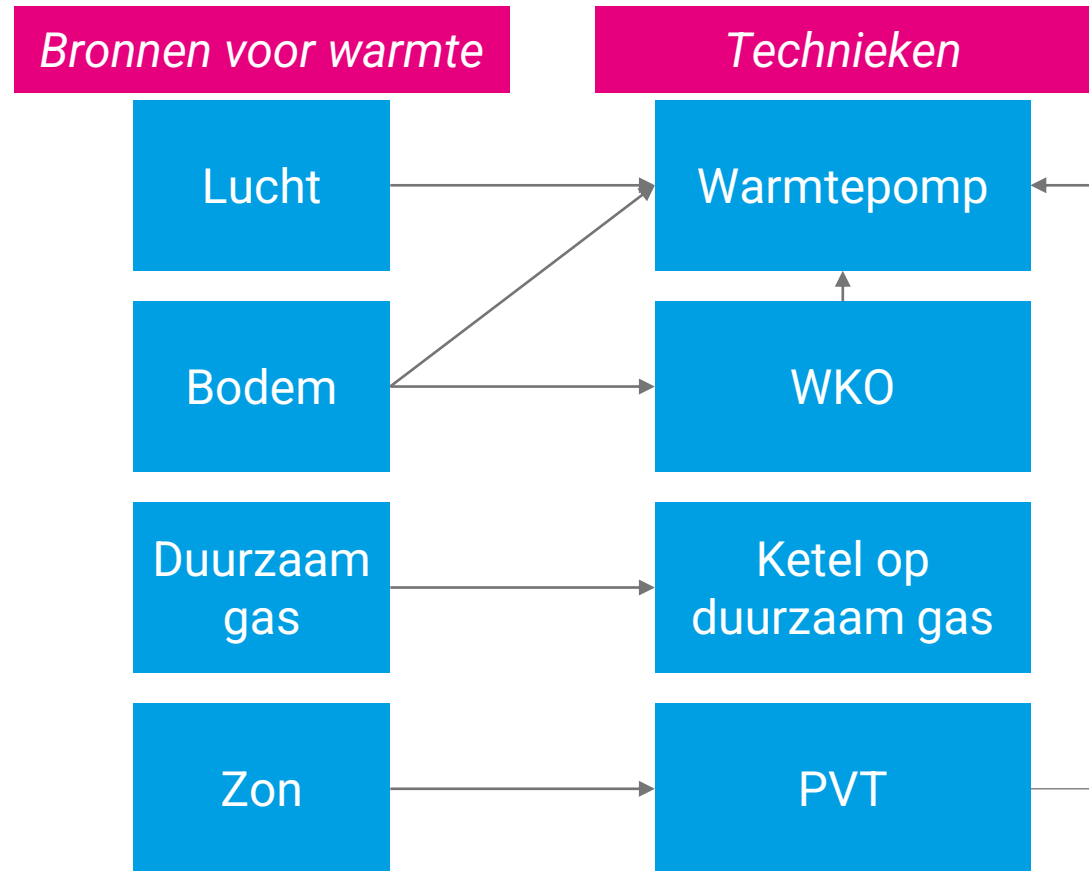 Bronnen voor warmte
Technieken
Lucht
Warmtepomp
Bodem
WKO
Duurzaam
gas
Ketel op
duurzaam gas
Zon
PVT